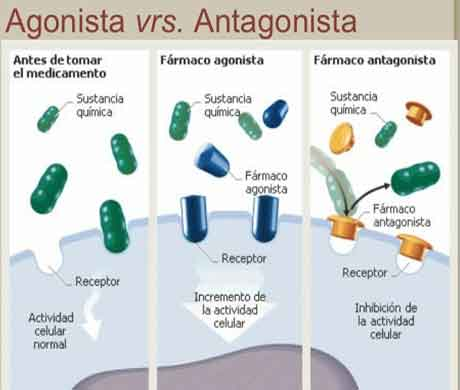 Agonista vrs. Antagonista
Antes de tomar
el medicamento
Sustancia
química
Receptor
Actividad
celular
normal
Fármaco agonista
Sustancia
química
Fármaco
agonista
Receptor
Incremento de
la actividad
celular
Fármaco antagonista
Sustancia
química
Fármaco
antagonista
Receptor
Inhibición de
la actividad
celular